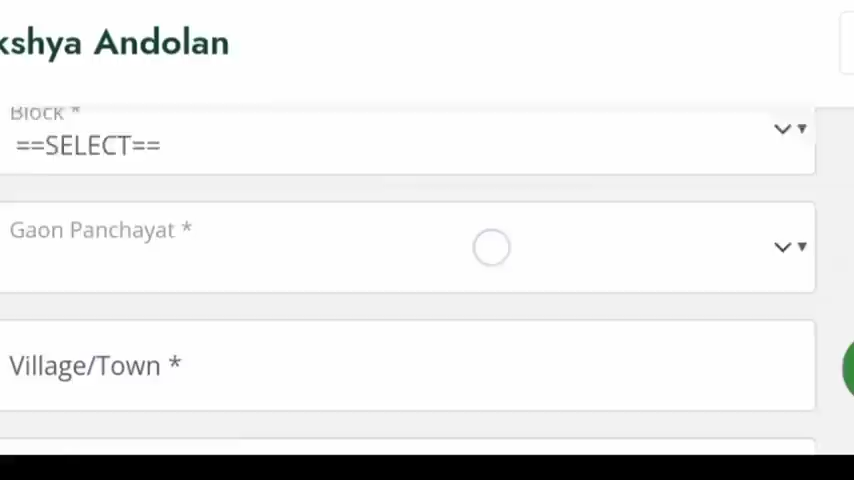 kshya Andolan
Block *
==SELECT==
Gaon Panchayat *
Village/Town *